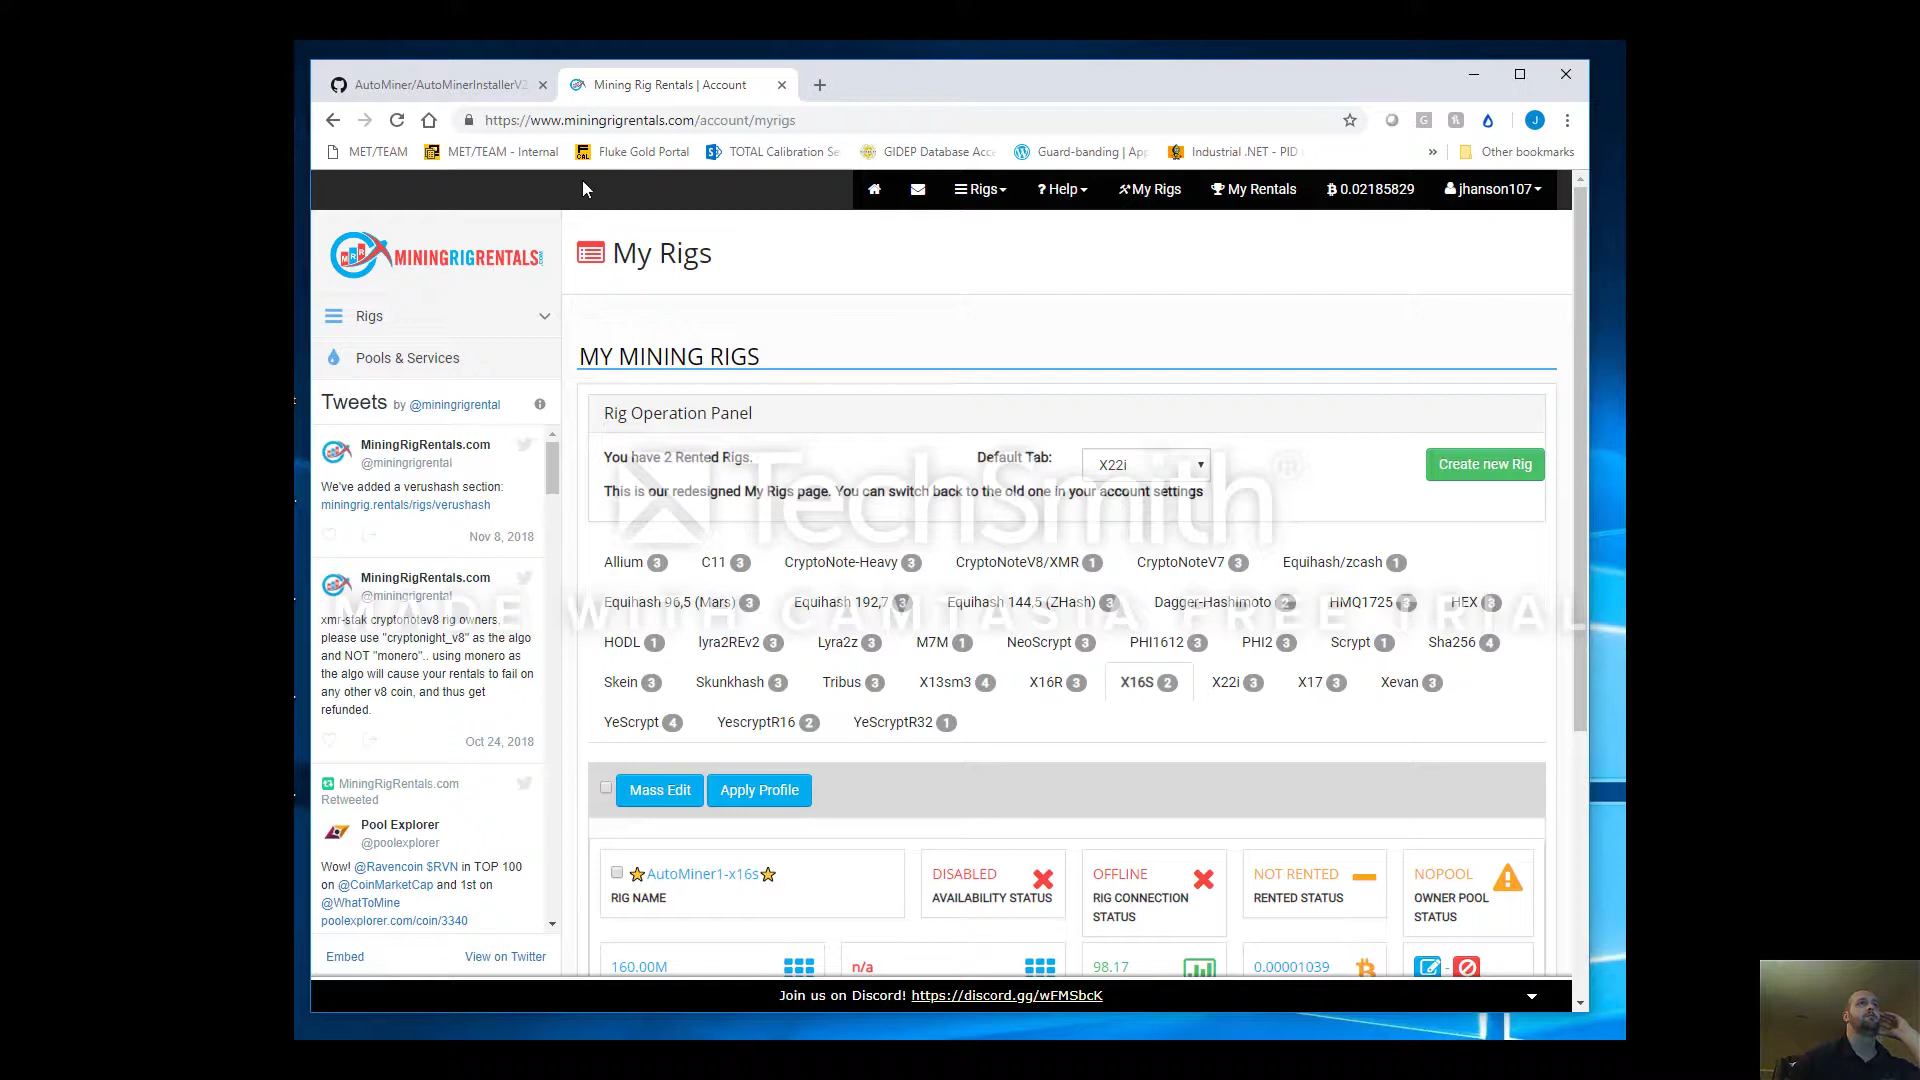 AutoMiner/AutoMinerInstallerV2
Mining Rig Rentals | Account
https://www.miningrigrentals.com/account/myrigs
MET/TEAM
MET/TEAM - Internal
Fluke Gold Portal
TOTAL Calibration Se
GIDEP Database Acce
Guard-banding | App
Industrial .NET - PID
»
Other bookmarks
Rigs
Help
My Rigs
My Rentals
0.02185829
jhanson107
MRR MININGRIGRENTALS.COM
My Rigs
Rigs
Pools & Services
MY MINING RIGS
Tweets by @miningrigrental
Rig Operation Panel
MiningRigRentals.com
@miningrigrental
We've added a verushash section:
miningrig.rentals/rigs/verushash
Nov 8, 2018
MiningRigRentals.com
@miningrigrental
xmr-stak cryptonotev8 rig owners,
please use "cryptonight_v8" as the algo
and NOT "monero".. using monero as
the algo will cause your rentals to fail on
any other v8 coin, and thus get
refunded.
Oct 24, 2018
MiningRigRentals.com
Retweeted
Pool Explorer
@poolexplorer
Wow! @Ravencoin $RVN in TOP 100
on @CoinMarketCap and 1st on
@WhatToMine
poolexplorer.com/coin/3340
Embed
View on Twitter
You have 2 Rented Rigs.
Default Tab:
X22i
Create new Rig
This is our redesigned My Rigs page. You can switch back to the old one in your account settings
TechSmith®
MADE WITH CAMTASIA FREE TRIAL
Allium 3 C11 3 CryptoNote-Heavy 3 CryptoNoteV8/XMR 1 CryptoNoteV7 3 Equihash/zcash 1
Equihash 96,5 (Mars) 3 Equihash 192,7 3 Equihash 144,5 (ZHash) 3 Dagger-Hashimoto 2 HMQ1725 3 HEX 3
HODL 1 lyra2REv2 3 Lyra2z 3 M7M 1 NeoScrypt 3 PHI1612 3 PHI2 3 Scrypt 1 Sha256 4
Skein 3 Skunkhash 3 Tribus 3 X13sm3 4 X16R 3 X16S 2 X22i 3 X17 3 Xevan 3
YeScrypt 4 YescryptR16 2 YeScryptR32 1
Mass Edit
Apply Profile
AutoMiner1-x16s
RIG NAME
DISABLED
AVAILABILITY STATUS
OFFLINE
RIG CONNECTION
STATUS
NOT RENTED
RENTED STATUS
NOPOOL
OWNER POOL
STATUS
160.00M
n/a
98.17
0.00001039
-
Join us on Discord! https://discord.gg/wFMSbcK